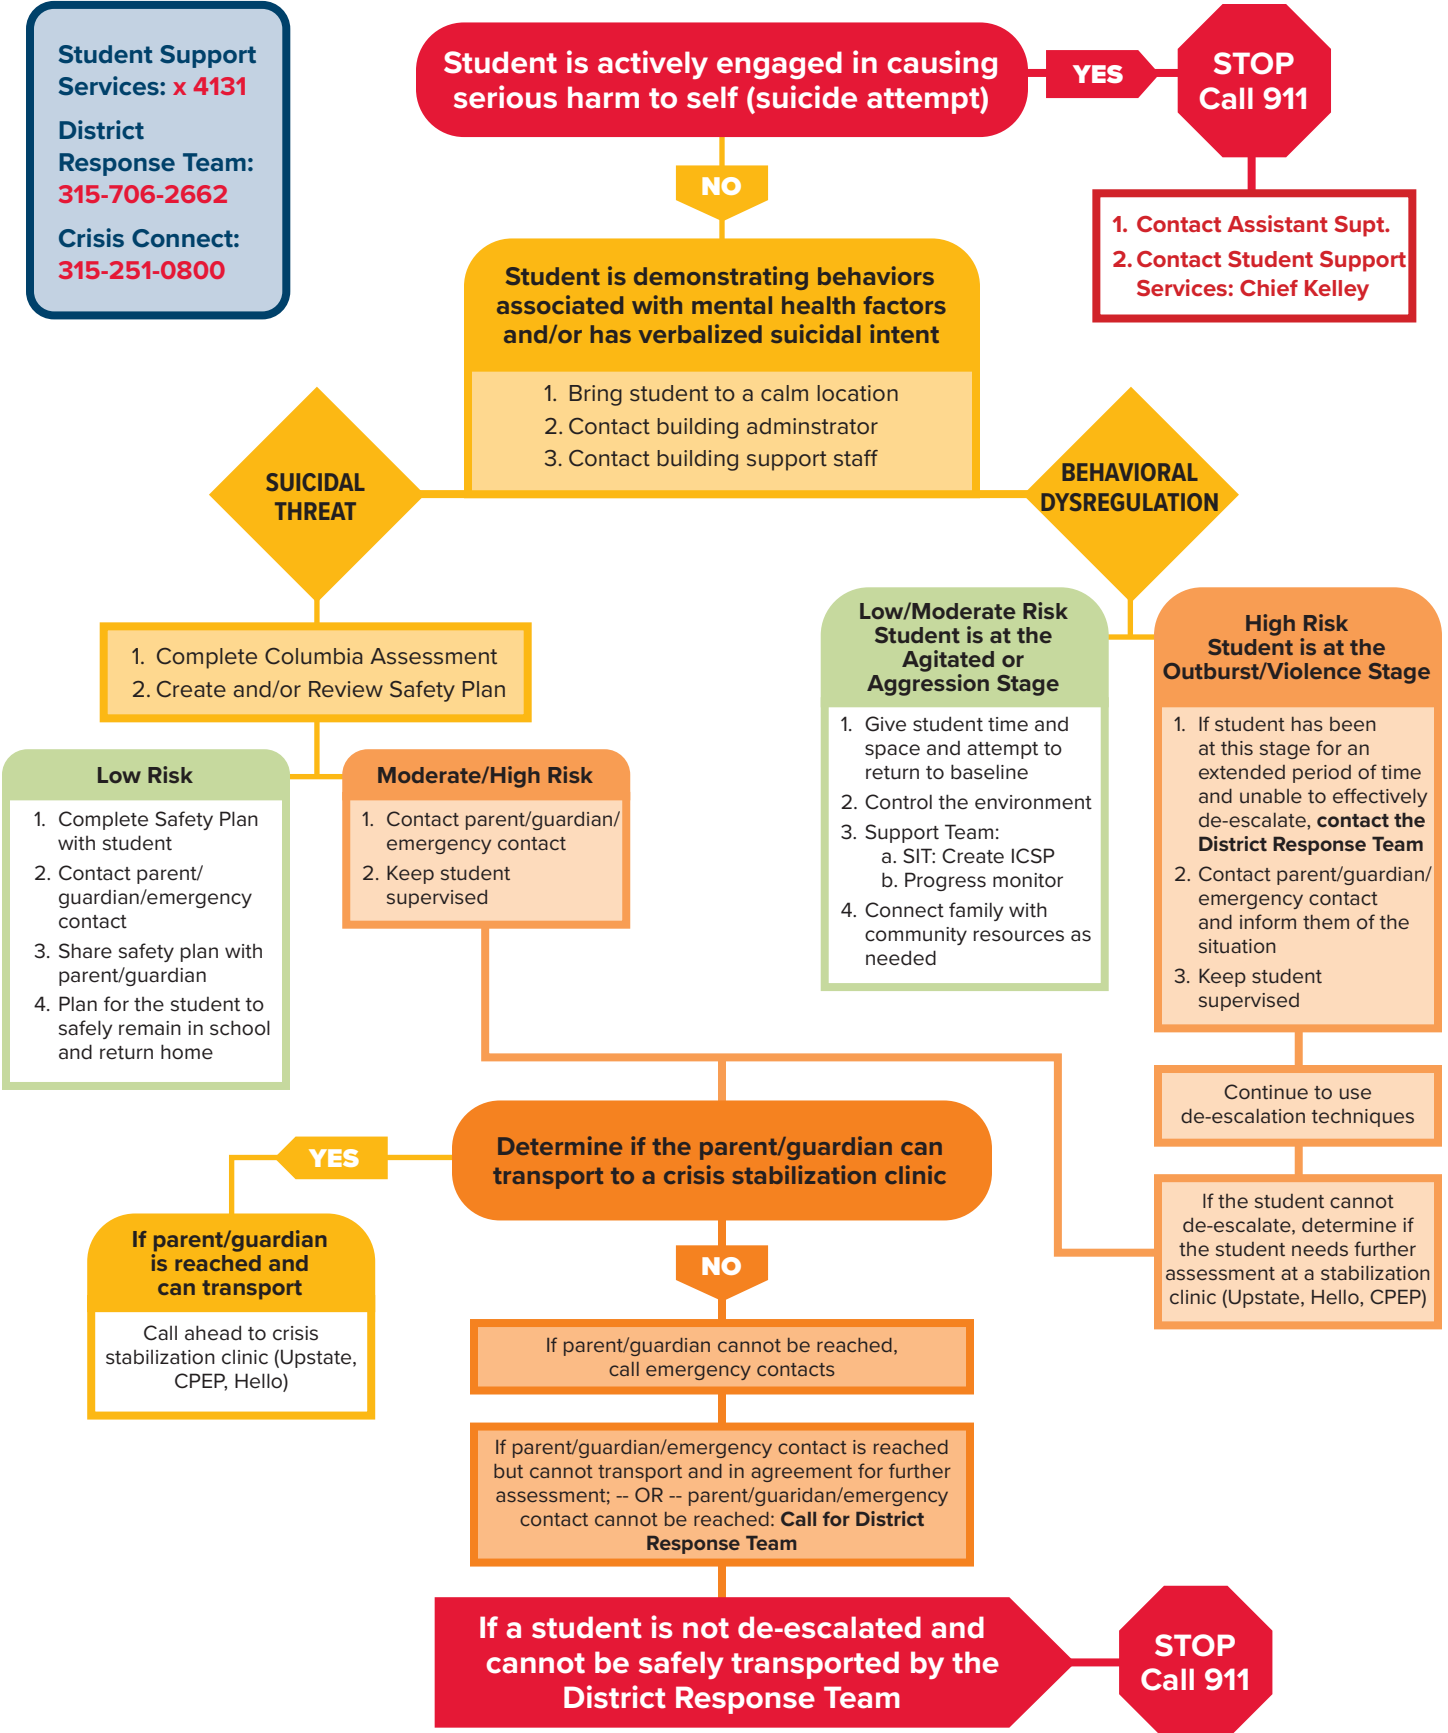 Student Support
Services: x 4131
District
Response Team:
315-706-2662
Crisis Connect:
315-251-0800
Student is actively engaged in causing
serious harm to self (suicide attempt)
YES
STOP
Call 911
1. Contact Assistant Supt.
2. Contact Student Support
Services: Chief Kelley
NO
Student is demonstrating behaviors
associated with mental health factors
and/or has verbalized suicidal intent
1. Bring student to a calm location
2. Contact building adminstrator
3. Contact building support staff
SUICIDAL
THREAT
BEHAVIORAL
DYSREGULATION
1. Complete Columbia Assessment
2. Create and/or Review Safety Plan
Low Risk
1. Complete Safety Plan
with student
2. Contact parent/
guardian/emergency
contact
3. Share safety plan with
parent/guardian
4. Plan for the student to
safely remain in school
and return home
Moderate/High Risk
1. Contact parent/guardian/
emergency contact
2. Keep student
supervised
Low/Moderate Risk
Student is at the
Agitated or
Aggression Stage
1. Give student time and
space and attempt to
return to baseline
2. Control the environment
3. Support Team:
a. SIT: Create ICSP
b. Progress monitor
4. Connect family with
community resources as
needed
High Risk
Student is at the
Outburst/Violence Stage
1. If student has been
at this stage for an
extended period of time
and unable to effectively
de-escalate, contact the
District Response Team
2. Contact parent/guardian/
emergency contact
and inform them of the
situation
3. Keep student
supervised
Continue to use
de-escalation techniques
If the student cannot
de-escalate, determine if
the student needs further
assessment at a stabilization
clinic (Upstate, Hello, CPEP)
Determine if the parent/guardian can
transport to a crisis stabilization clinic
YES
If parent/guardian
is reached and
can transport
Call ahead to crisis
stabilization clinic (Upstate,
CPEP, Hello)
NO
If parent/guardian cannot be reached,
call emergency contacts
If parent/guardian/emergency contact is reached
but cannot transport and in agreement for further
assessment; -- OR -- parent/guaridan/emergency
contact cannot be reached: Call for District
Response Team
If a student is not de-escalated and
cannot be safely transported by the
District Response Team
STOP
Call 911